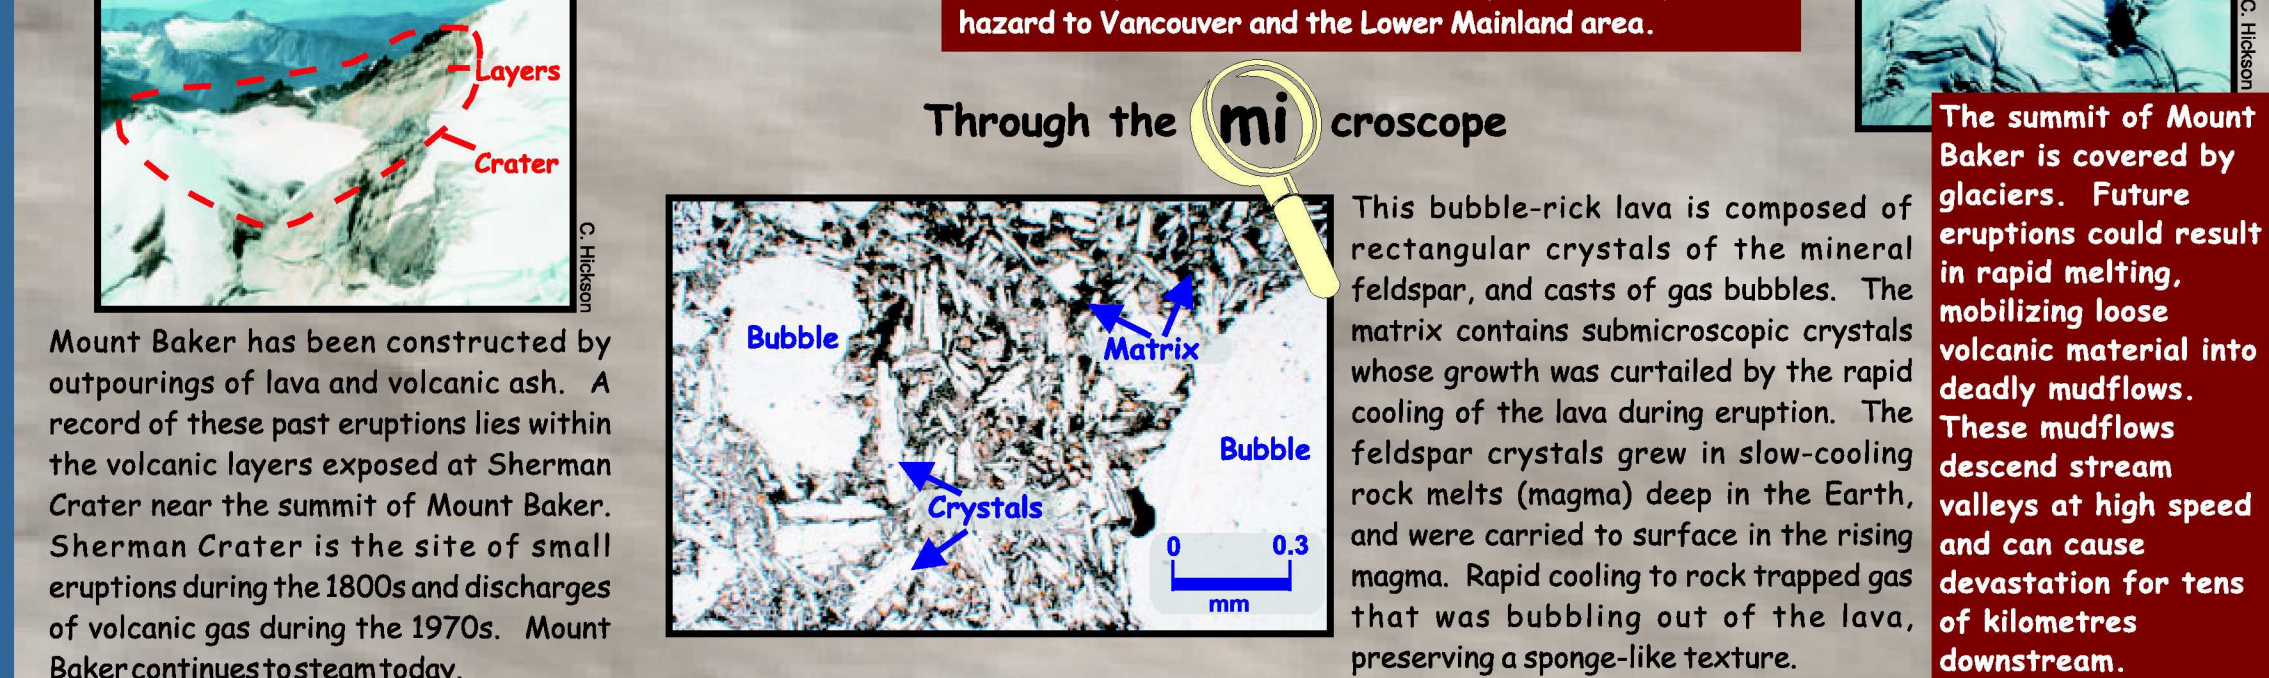 hazard to Vancouver and the Lower Mainland area.
C. Hickson
Layers
Crater
C. Hickson
Mount Baker has been constructed by
outpourings of lava and volcanic ash. A
record of these past eruptions lies within
the volcanic layers exposed at Sherman
Crater near the summit of Mount Baker.
Sherman Crater is the site of small
eruptions during the 1800s and discharges
of volcanic gas during the 1970s. Mount
Baker continues to steam today.
Through the microscope
Bubble
Matrix
Bubble
Crystals
0 0.3
mm
This bubble-rick lava is composed of
rectangular crystals of the mineral
feldspar, and casts of gas bubbles. The
matrix contains submicroscopic crystals
whose growth was curtailed by the rapid
cooling of the lava during eruption. The
feldspar crystals grew in slow-cooling
rock melts (magma) deep in the Earth,
and were carried to surface in the rising
magma. Rapid cooling to rock trapped gas
that was bubbling out of the lava,
preserving a sponge-like texture.
The summit of Mount
Baker is covered by
glaciers. Future
eruptions could result
in rapid melting,
mobilizing loose
volcanic material into
deadly mudflows.
These mudflows
descend stream
valleys at high speed
and can cause
devastation for tens
of kilometres
downstream.